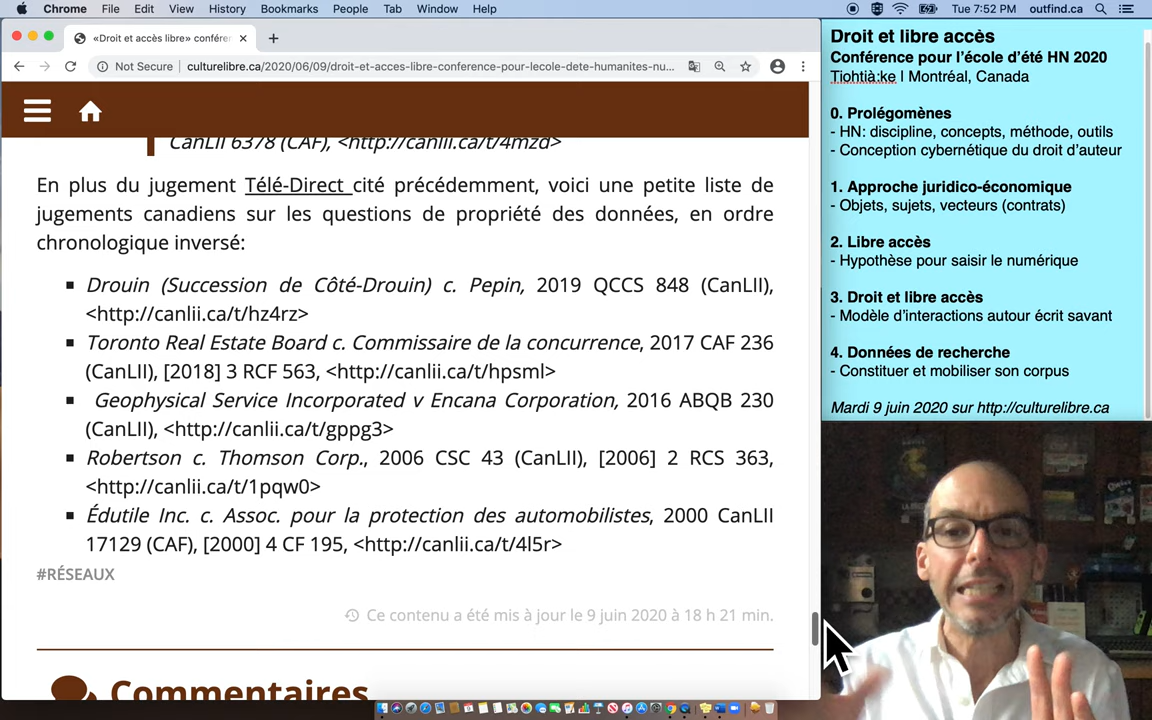 Chrome File Edit View History Bookmarks People Tab Window Help
Tue 7:52 PM outfind.ca
«Droit et accès libre» conférer
Not Secure culturelibre.ca/2020/06/09/droit-et-acces-libre-conference-pour-lecole-dete-humanites-nu...
CanLII 6378 (CAF), <http://canlii.ca/t/4mzd>
En plus du jugement Télé-Direct cité précédemment, voici une petite liste de
jugements canadiens sur les questions de propriété des données, en ordre
chronologique inversé:
Drouin (Succession de Côté-Drouin) c. Pepin, 2019 QCCS 848 (CanLII),
<http://canlii.ca/t/hz4rz>
Toronto Real Estate Board c. Commissaire de la concurrence, 2017 CAF 236
(CanLII), [2018] 3 RCF 563, <http://canlii.ca/t/hpsml>
Geophysical Service Incorporated v Encana Corporation, 2016 ABQB 230
(CanLII), <http://canlii.ca/t/gppg3>
Robertson c. Thomson Corp., 2006 CSC 43 (CanLII), [2006] 2 RCS 363,
<http://canlii.ca/t/1pqw0>
Édutile Inc. c. Assoc. pour la protection des automobilistes, 2000 CanLII
17129 (CAF), [2000] 4 CF 195, <http://canlii.ca/t/4l5r>
#RÉSEAUX
Ce contenu a été mis à jour le 9 juin 2020 à 18 h 21 min.
Commentaires
Droit et libre accès
Conférence pour l'école d'été HN 2020
Tiohtià:ke I Montréal, Canada
0. Prolégomènes
- HN: discipline, concepts, méthode, outils
- Conception cybernétique du droit d'auteur
1. Approche juridico-économique
- Objets, sujets, vecteurs (contrats)
2. Libre accès
- Hypothèse pour saisir le numérique
3. Droit et libre accès
- Modèle d'interactions autour écrit savant
4. Données de recherche
- Constituer et mobiliser son corpus
Mardi 9 juin 2020 sur http://culturelibre.ca